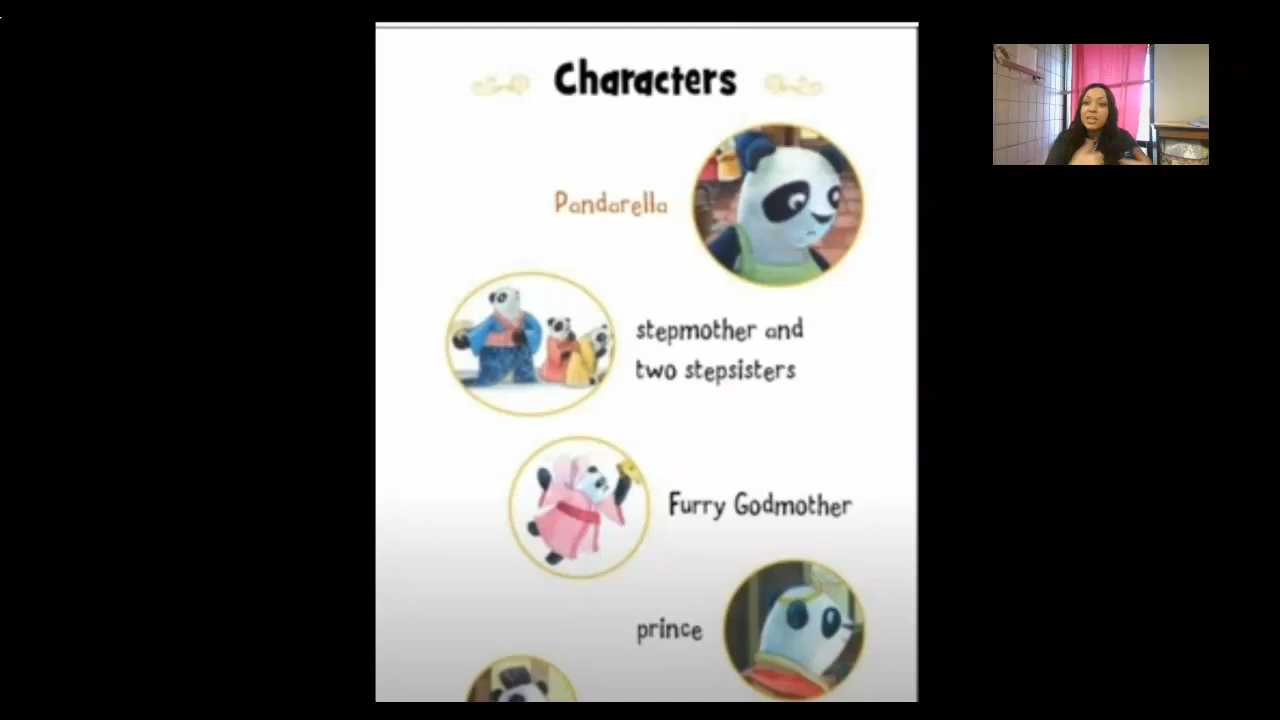 Characters
Pandarella
stepmother and
two stepsisters
Furry Godmother
prince